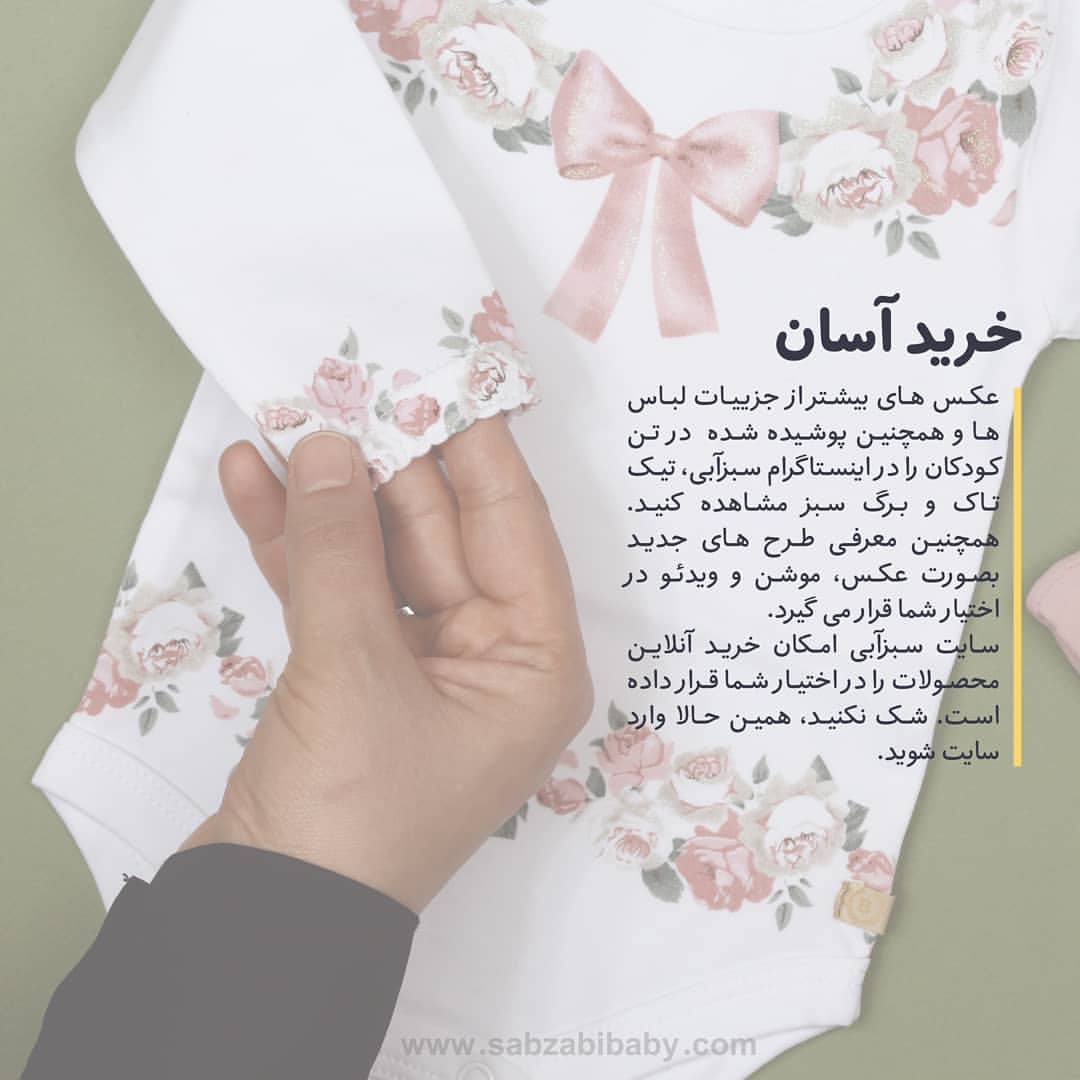 خرید آسان
عکس های بیشتر از جزییات لباس
ها و همچنین پوشیده شده در تن
کودکان را در اینستاگرام سبزآبی، تیک
تاک و برگ سبز مشاهده کنید.
همچنین معرفی طرح های جدید
بصورت عکس، موشن و ویدئو در
اختیار شما قرار می گیرد.
سایت سبزآبی امکان خرید آنلاین
محصولات را در اختیار شما قرار داده
است. شک نکنید، همین حالا وارد
سایت شوید.
www.sabzabibaby.com